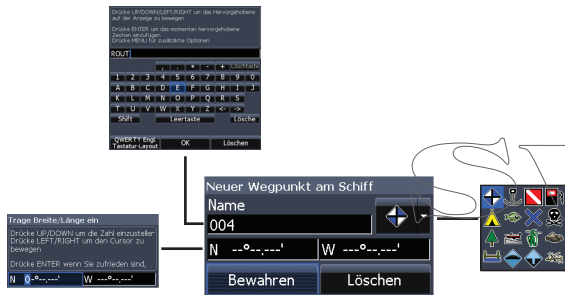 Drücke UP/DOWN/LEFT/RIGHT um das Hervorgehobene
auf der Anzeige zu bewegen
Drücke ENTER um das momentan hervorgehobene
Zeichen einzufügen
Drücke MENU für zusätzliche Optionen
ROUT
, . * - + Löschtaste
1 2 3 4 5 6 7 8 9 0
A B C D E F G H I J
K L M N O P Q R S
T U V W X Y Z <- ->
Shift Leertaste Lösche
QWERTY Engl.
Tastatur-Layout OK Löschen
Neuer Wegpunkt am Schiff
Name
004
N --°--.---' W ---°--.---'
Bewahren Löschen
Trage Breite/Länge ein
Drücke UP/DOWN um die Zahl einzusteller
Drücke LEFT/RIGHT um den Cursor zu
bewegen
Drücke ENTER wenn Sie zufrieden sind,
N 0-°--.---' W ---°--.---'